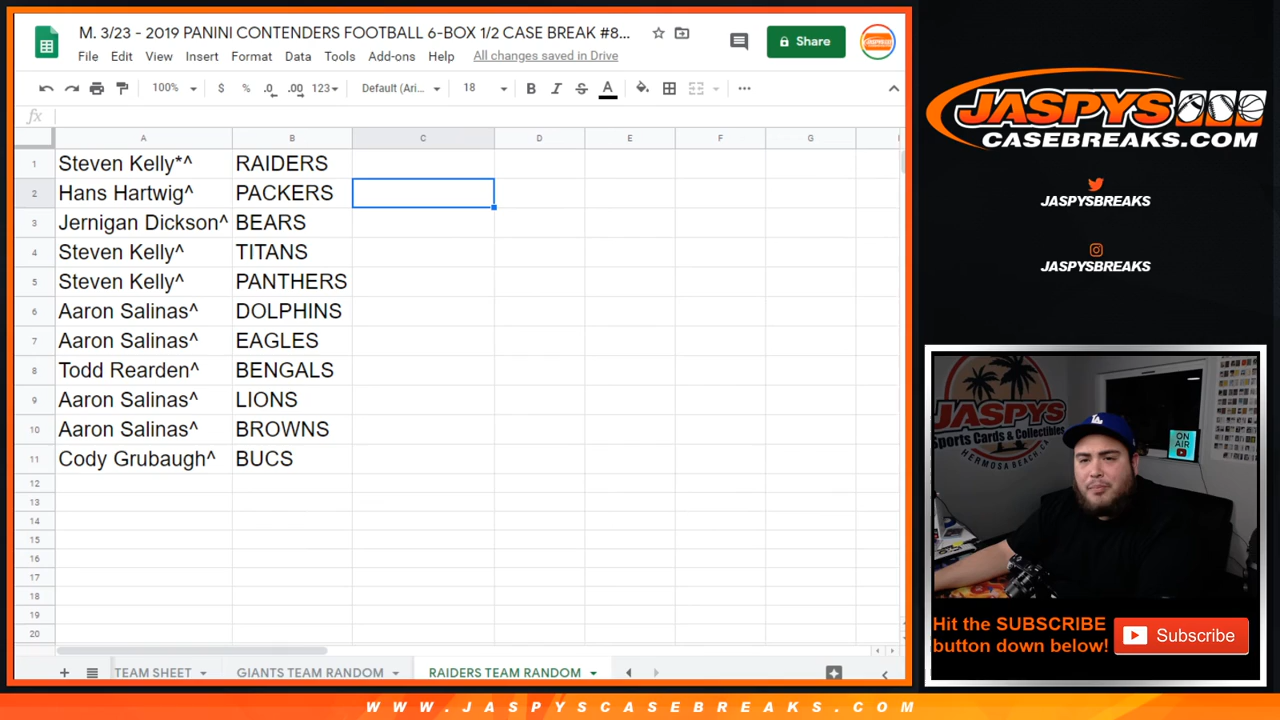 M. 3/23 - 2019 PANINI CONTENDERS FOOTBALL 6-BOX 1/2 CASE BREAK #8...
Share
File Edit View Insert Format Data Tools Add-ons Help All changes saved in Drive
100% $ % .0 .00 123 Default (Ari... 18 B I S A
fx
A B C D E F G
1 Steven Kelly*^ RAIDERS
2 Hans Hartwig^ PACKERS
3 Jernigan Dickson^ BEARS
4 Steven Kelly^ TITANS
5 Steven Kelly^ PANTHERS
6 Aaron Salinas^ DOLPHINS
7 Aaron Salinas^ EAGLES
8 Todd Rearden^ BENGALS
9 Aaron Salinas^ LIONS
10 Aaron Salinas^ BROWNS
11 Cody Grubaugh^ BUCS
12
13
14
15
16
17
18
19
20
TEAM SHEET GIANTS TEAM RANDOM RAIDERS TEAM RANDOM
JASPYS
CASEBREAKS.COM
JASPYSBREAKS
JASPYSBREAKS
JASPYS
Sports Cards & Collectibles
HERMOSA BEACH, CA
LA
ON
AIR
Hit the SUBSCRIBE
button down below!
Subscribe
WWW.JASPYSCASEBREAKS.COM